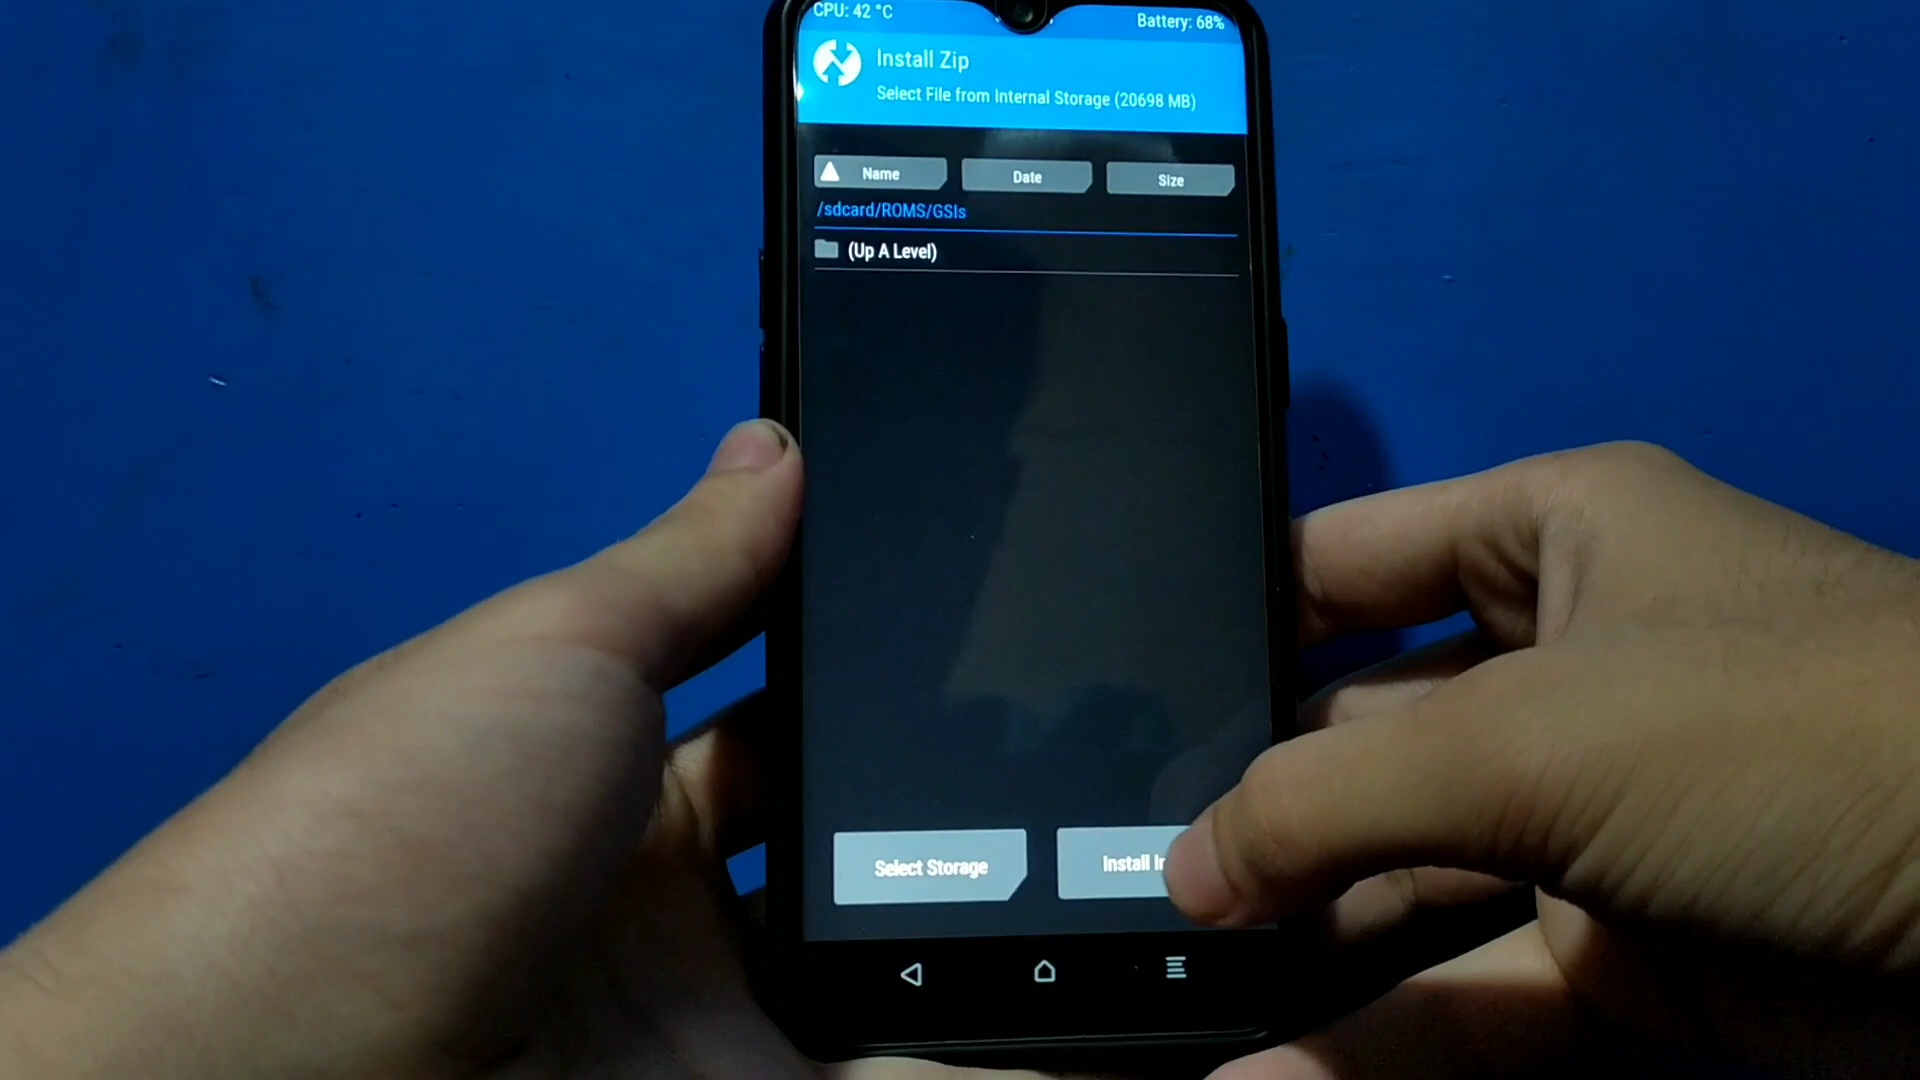 CPU: 42 °C
Battery: 68%
Install Zip
Select File from Internal Storage (20698 MB)
Name
Date
Size
/sdcard/ROMS/GSIs
(Up A Level)
Select Storage
Install